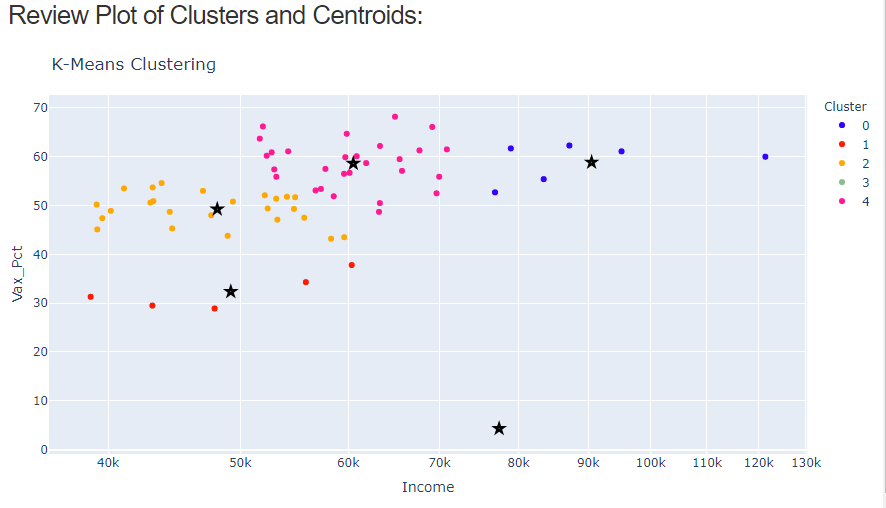 Review Plot of Clusters and Centroids:
K-Means Clustering
Cluster
0
1
2
3
4
70
60
50
40
30
20
10
0
Vax_Pct
40k 50k 60k 70k 80k 90k 100k 110k 120k 130k
Income